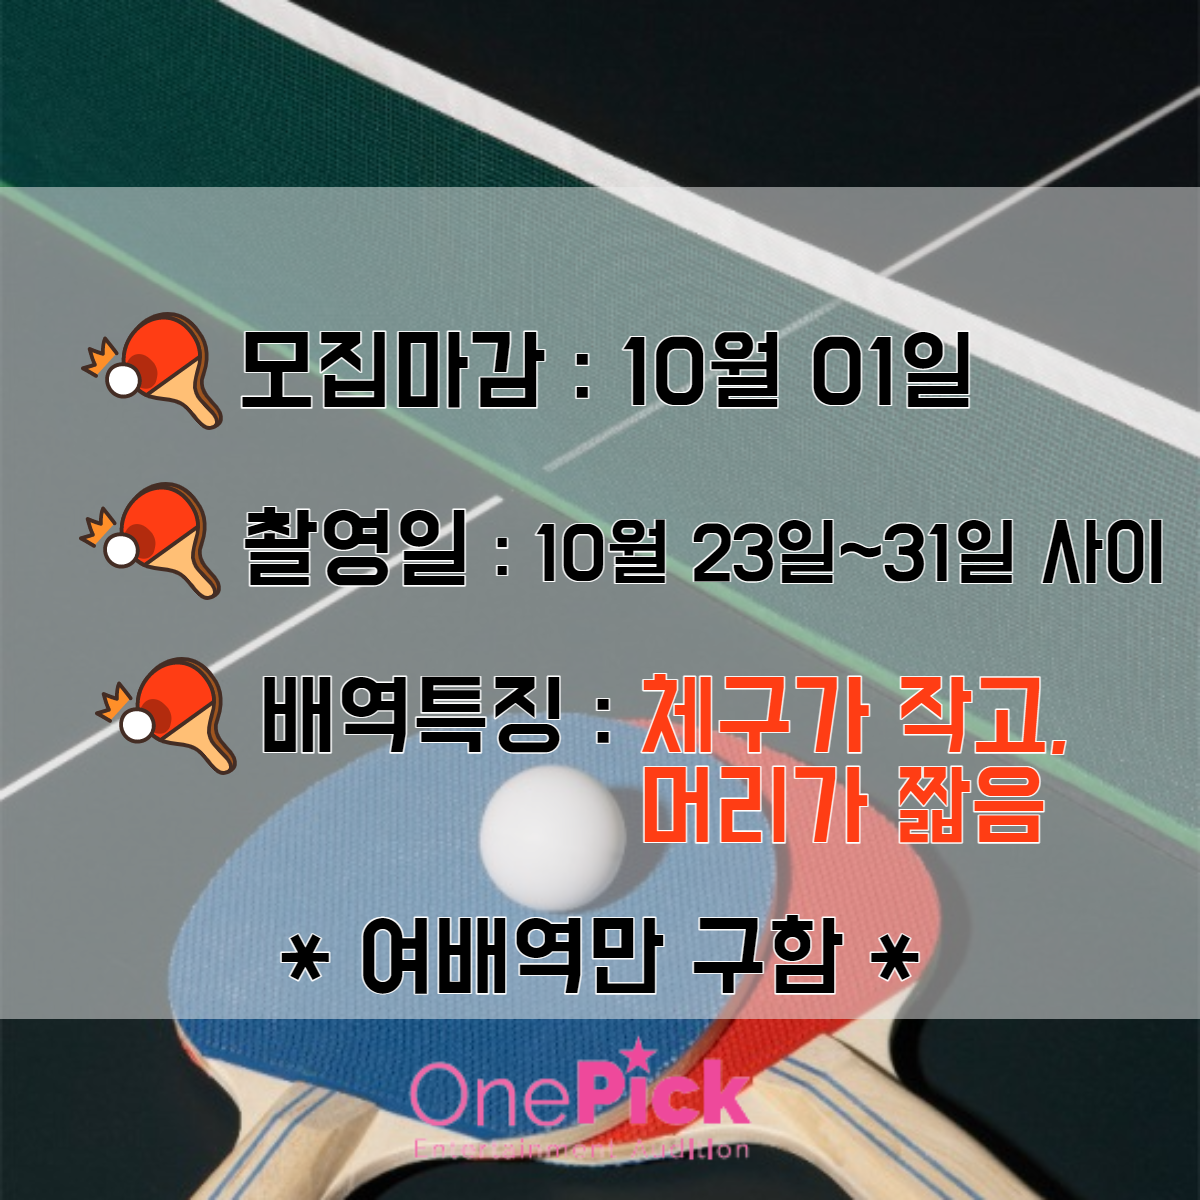 모집마감 : 10월 01일
촬영일 : 10월 23일~31일 사이
배역특징 : 체구가 작고,
머리가 짧음
* 여배역만 구함 *
OnePick
Entertainment Audition